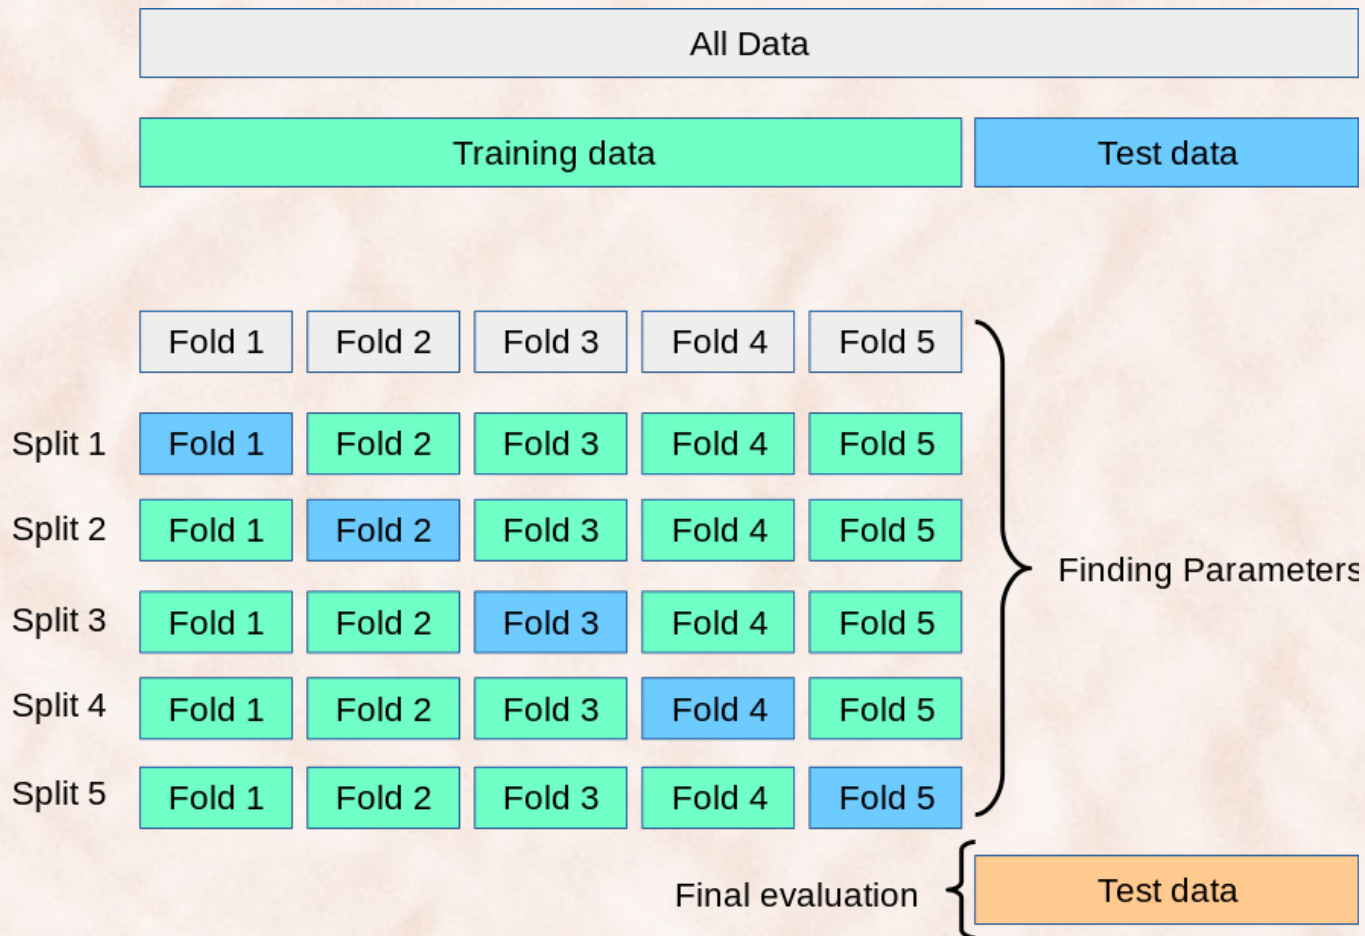 All Data
Training data Test data
Fold 1 Fold 2 Fold 3 Fold 4 Fold 5
Split 1 Fold 1 Fold 2 Fold 3 Fold 4 Fold 5
Split 2 Fold 1 Fold 2 Fold 3 Fold 4 Fold 5
Finding Parameters
Split 3 Fold 1 Fold 2 Fold 3 Fold 4 Fold 5
Split 4 Fold 1 Fold 2 Fold 3 Fold 4 Fold 5
Split 5 Fold 1 Fold 2 Fold 3 Fold 4 Fold 5
Final evaluation Test data